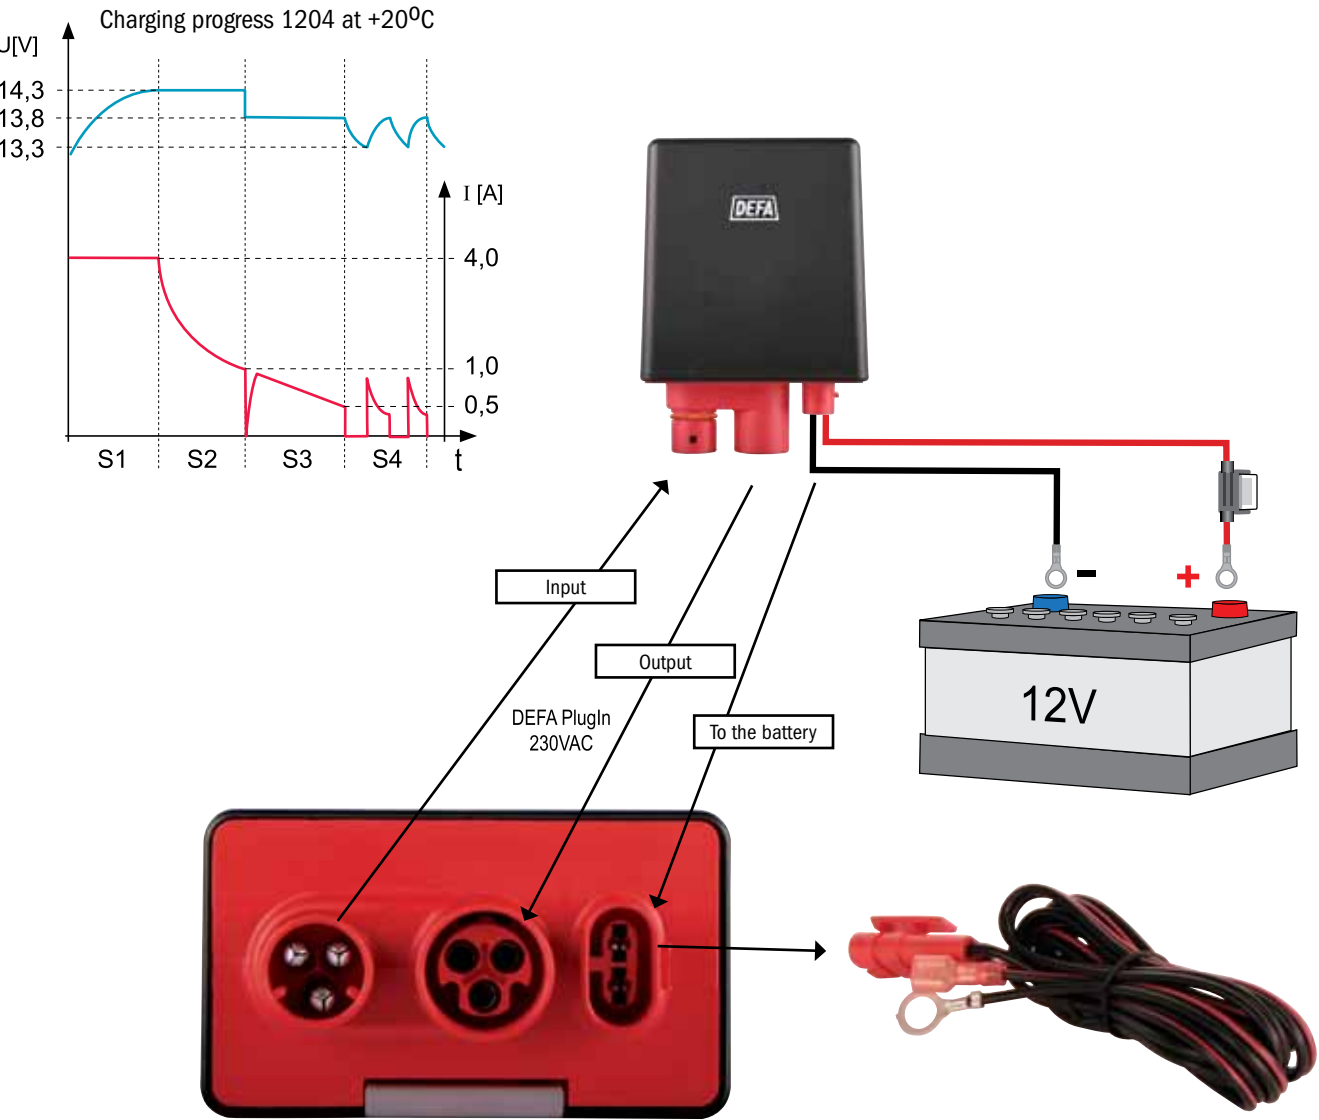 Charging progress 1204 at +20ºC
U[V]
14,3
13,8
13,3
I [A]
4,0
1,0
0,5
S1 S2 S3 S4 t
DEFA
Input
Output
DEFA PlugIn
230VAC
To the battery
- +
12V